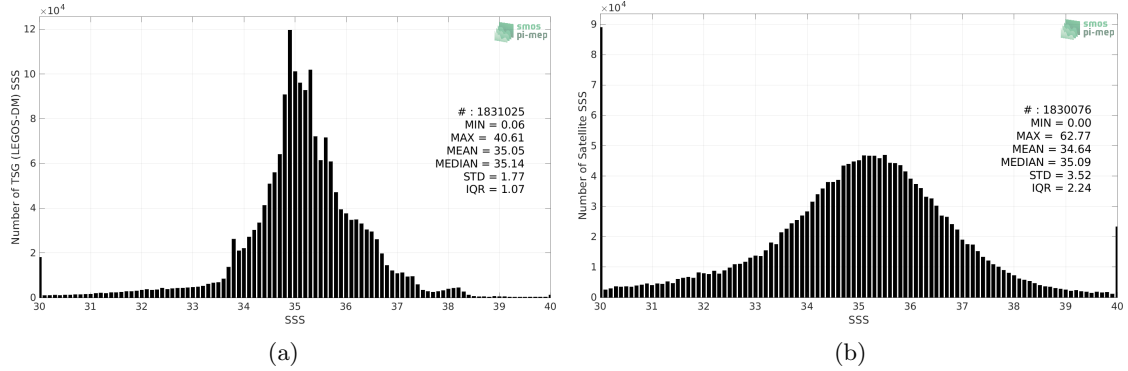 ×10⁴
12
10
8
6
4
2
0
30 31 32 33 34 35 36 37 38 39 40
SSS
Number of TSG (LEGOS-DM) SSS
smos
pi-mep
# : 1831025
MIN = 0.06
MAX = 40.61
MEAN = 35.05
MEDIAN = 35.14
STD = 1.77
IQR = 1.07
(a)
×10⁴
9
8
7
6
5
4
3
2
1
0
30 31 32 33 34 35 36 37 38 39 40
SSS
Number of Satellite SSS
smos
pi-mep
# : 1830076
MIN = 0.00
MAX = 62.77
MEAN = 34.64
MEDIAN = 35.09
STD = 3.52
IQR = 2.24
(b)